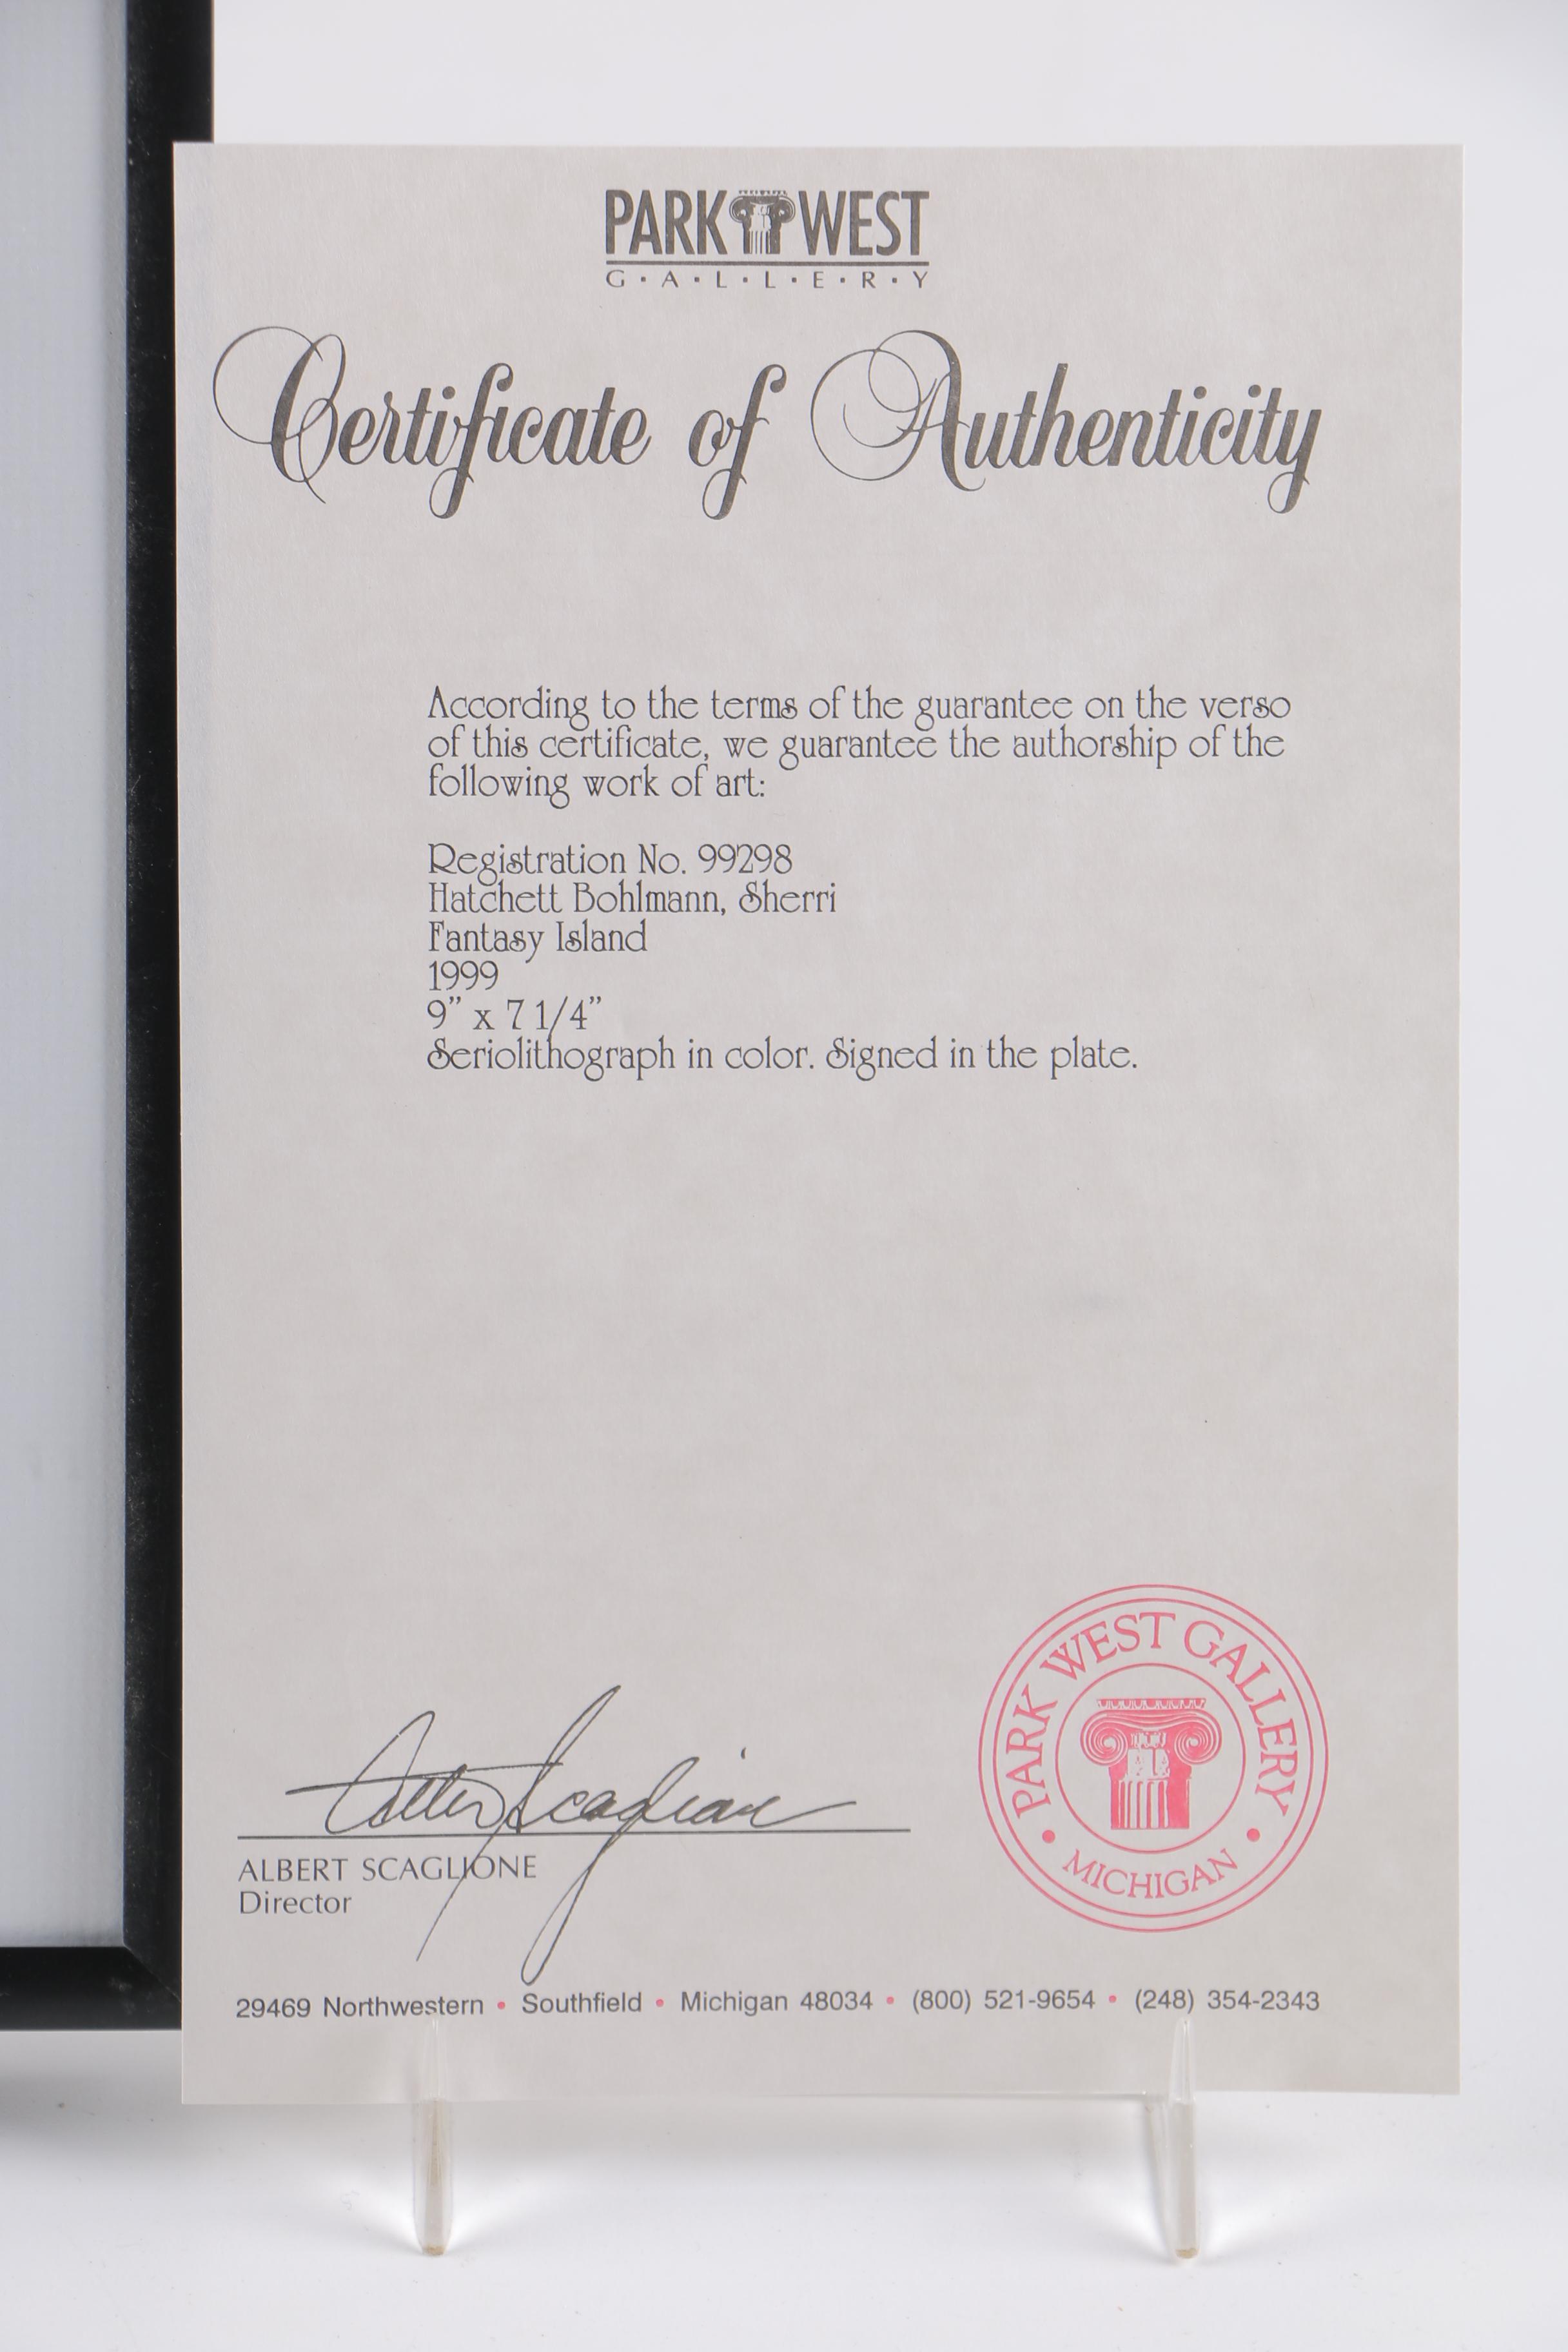 PARK WEST
G·A·L·L·E·R·Y
Certificate of Authenticity
According to the terms of the guarantee on the verso
of this certificate, we guarantee the authorship of the
following work of art:
Registration No. 99298
Hatchett Bohlmann, Sherri
Fantasy Island
1999
9” x 7 1/4”
Seriolithograph in color. Signed in the plate.
PARK WEST GALLERY
• MICHIGAN •
Albert Scaglione
ALBERT SCAGLIONE
Director
29469 Northwestern • Southfield • Michigan 48034 • (800) 521-9654 • (248) 354-2343